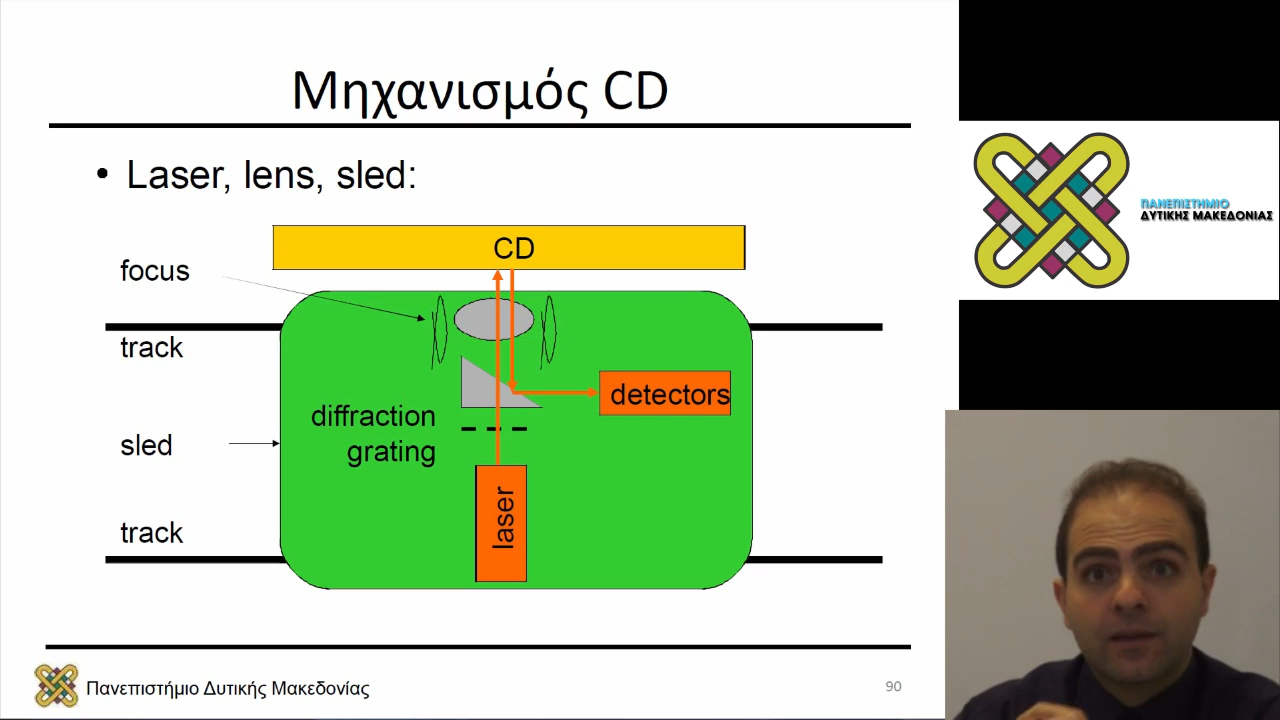 Μηχανισμός CD
• Laser, lens, sled:
CD
focus
track
detectors
diffraction
grating
sled
laser
track
Πανεπιστήμιο Δυτικής Μακεδονίας
90
ΠΑΝΕΠΙΣΤΗΜΙΟ
ΔΥΤΙΚΗΣ ΜΑΚΕΔΟΝΙΑΣ